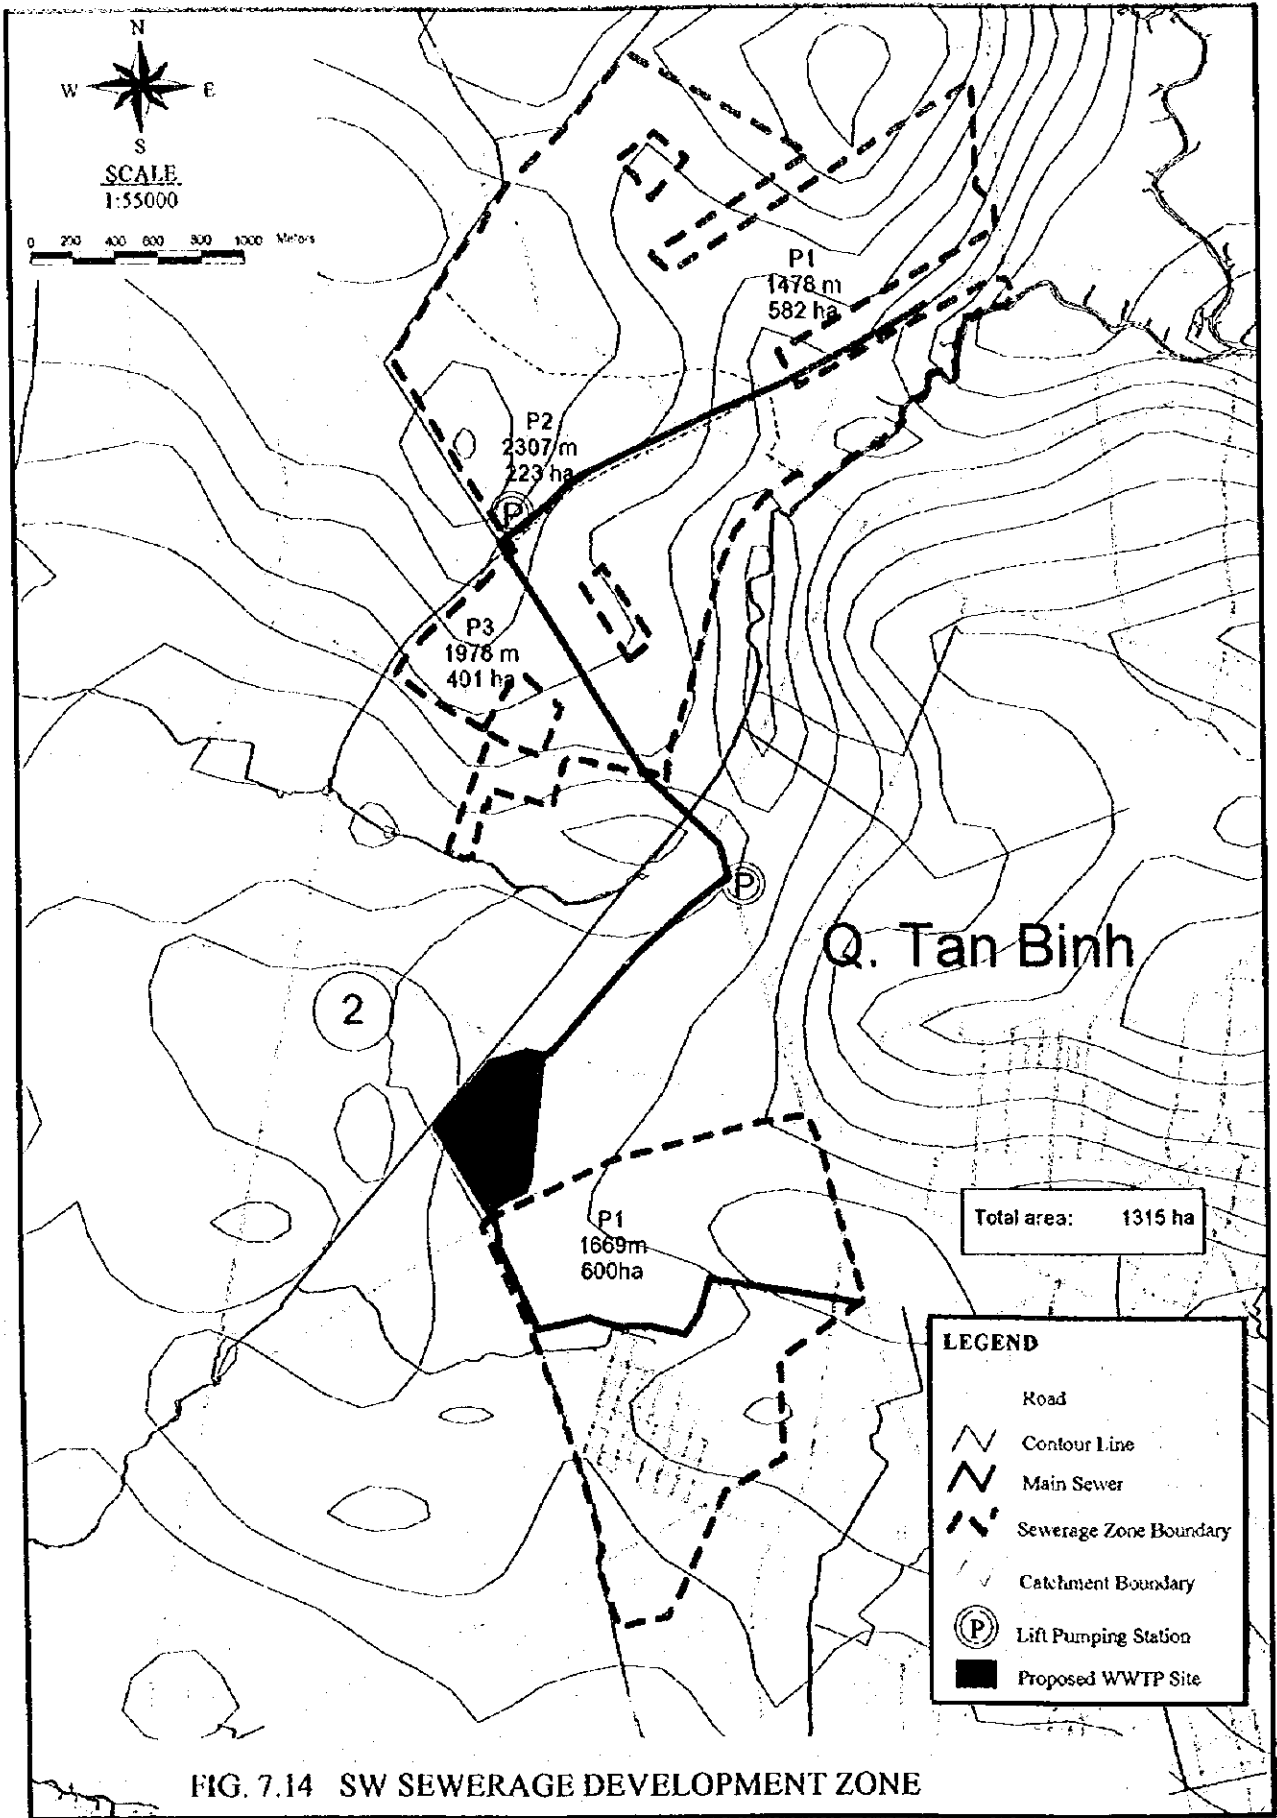 N
W E
S
SCALE
1:55000
0 200 400 600 800 1000 Meters
P1
1478 m
582 ha
P2
2307 m
223 ha
P
P3
1978 m
401 ha
P
Q. Tan Binh
2
P1
1669m
600ha
Total area: 1315 ha
LEGEND
Road
Contour Line
Main Sewer
Sewerage Zone Boundary
Catchment Boundary
P Lift Pumping Station
Proposed WWTP Site
FIG. 7.14 SW SEWERAGE DEVELOPMENT ZONE